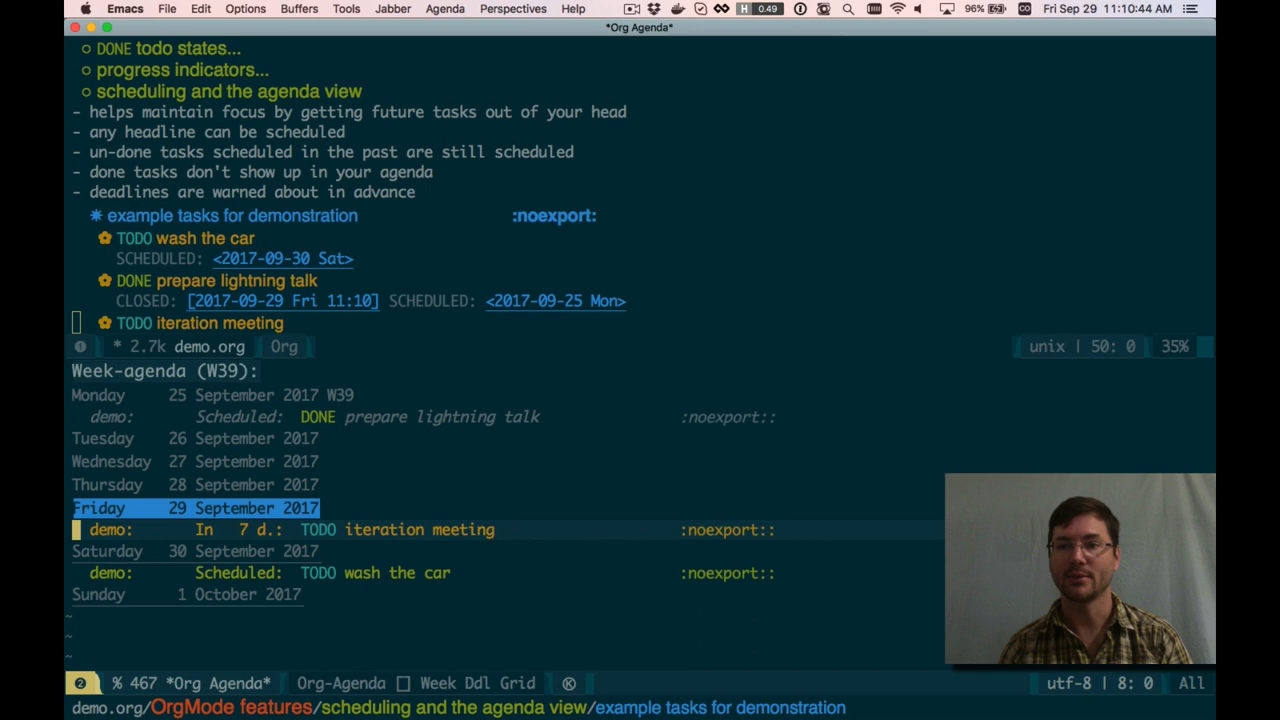 Emacs File Edit Options Buffers Tools Jabber Agenda Perspectives Help H 0.49 96% CO Fri Sep 29 11:10:44 AM
*Org Agenda*
DONE todo states...
progress indicators...
scheduling and the agenda view
- helps maintain focus by getting future tasks out of your head
- any headline can be scheduled
- un-done tasks scheduled in the past are still scheduled
- done tasks don't show up in your agenda
- deadlines are warned about in advance
example tasks for demonstration :noexport:
TODO wash the car
SCHEDULED: <2017-09-30 Sat>
DONE prepare lightning talk
CLOSED: [2017-09-29 Fri 11:10] SCHEDULED: <2017-09-25 Mon>
TODO iteration meeting
❶ * 2.7k demo.org Org unix | 50: 0 35%
Week-agenda (W39):
Monday 25 September 2017 W39
demo: Scheduled: DONE prepare lightning talk :noexport::
Tuesday 26 September 2017
Wednesday 27 September 2017
Thursday 28 September 2017
Friday 29 September 2017
demo: In 7 d.: TODO iteration meeting :noexport::
Saturday 30 September 2017
demo: Scheduled: TODO wash the car :noexport::
Sunday 1 October 2017
~
~
~
❷ % 467 *Org Agenda* Org-Agenda Week Ddl Grid Ⓚ utf-8 | 8: 0 All
demo.org/OrgMode features/scheduling and the agenda view/example tasks for demonstration